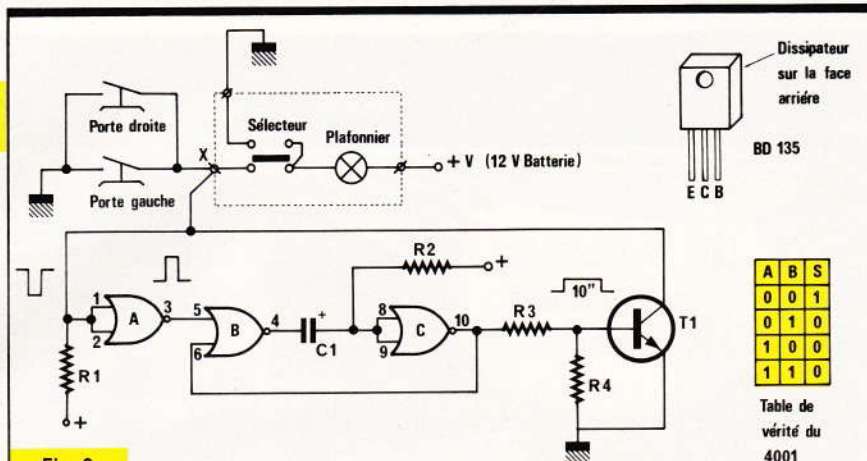 Dissipateur
sur la face
arriére
BD 135
E C B
Porte droite
Porte gauche
X
Sélecteur
Plafonnier
+ V (12 V Batterie)
R2
+
1
2
A
3
5
6
B
4
+
C1
8
9
C
10
R3
10"
T1
R1
+
R4
A B S
0 0 1
0 1 0
1 0 0
1 1 0
Table de
vérité du
4001